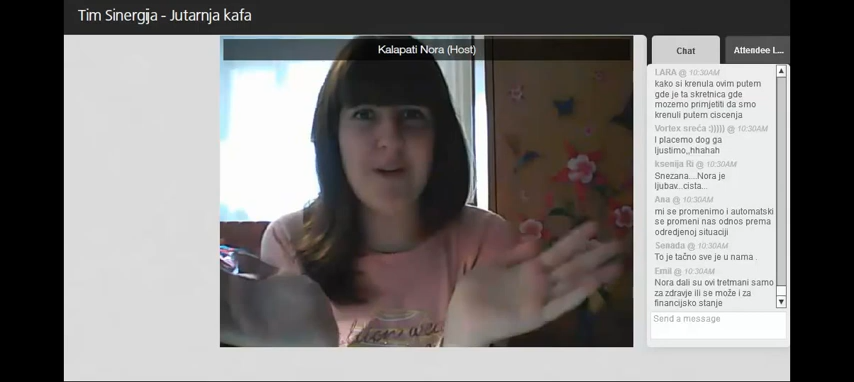 Tim Sinergija - Jutarnja kafa
Kalapati Nora (Host)
Chat
Attendee L...
LARA @ 10:30AM
kako si krenula ovim putem
gde je ta skretnica gde
mozemo primjetiti da smo
krenuli putem ciscenja
Vortex sreća :))))) @ 10:30AM
I placemo dog ga
ljustimo,,hhahah
ksenija Ri @ 10:30AM
Snezana....Nora je
ljubav...cista...
Ana @ 10:30AM
mi se promenimo i automatski
se promeni nas odnos prema
odredjenoj situaciji
Senada @ 10:30AM
To je tačno sve je u nama .
Emil @ 10:30AM
Nora dali su ovi tretmani samo
za zdravje ili se može i za
financijsko stanje
Send a message